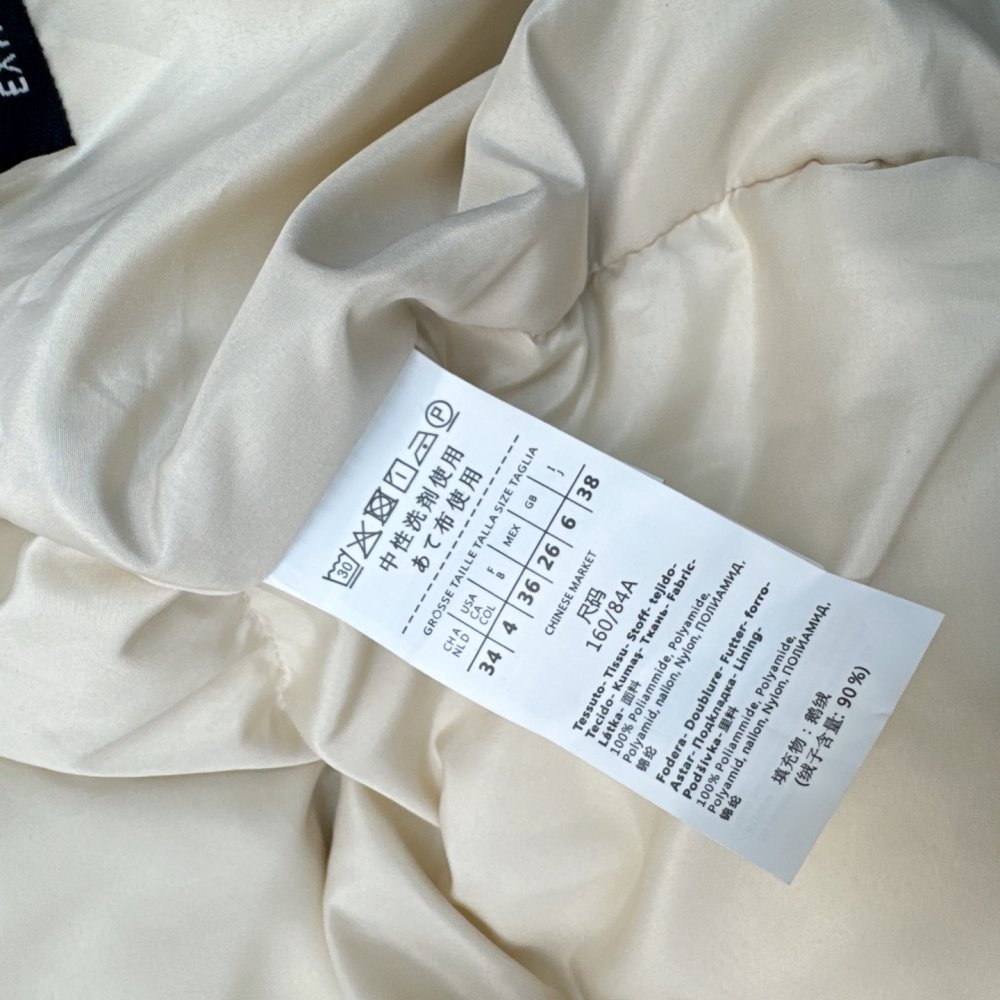 30 P
中性洗剤使用
あて布使用
GRÖSSE TAILLE TALLA SIZE TAGLIA
CH A NLD | USA CA COL | F B | MEX | GB | I J
34 | 4 | 36 | 26 | 6 | 38
CHINESE MARKET
尺码
160/84A
Tessuto- Tissu- Stoff- tejido-
Tecido- Kumaş- Ткань- Fabric-
Látka- 面料
100% Poliammide, Polyamide,
Polyamid, nailon, Nylon, ПОЛИАМИД,
锦纶
Fodera- Doublure- Futter- forro-
Astar- Подкладка- Lining-
Podšívka- 里料
100% Poliammide, Polyamide,
Polyamid, nailon, Nylon, ПОЛИАМИД.
锦纶
填充物：鹅绒
(绒子含量: 90%)